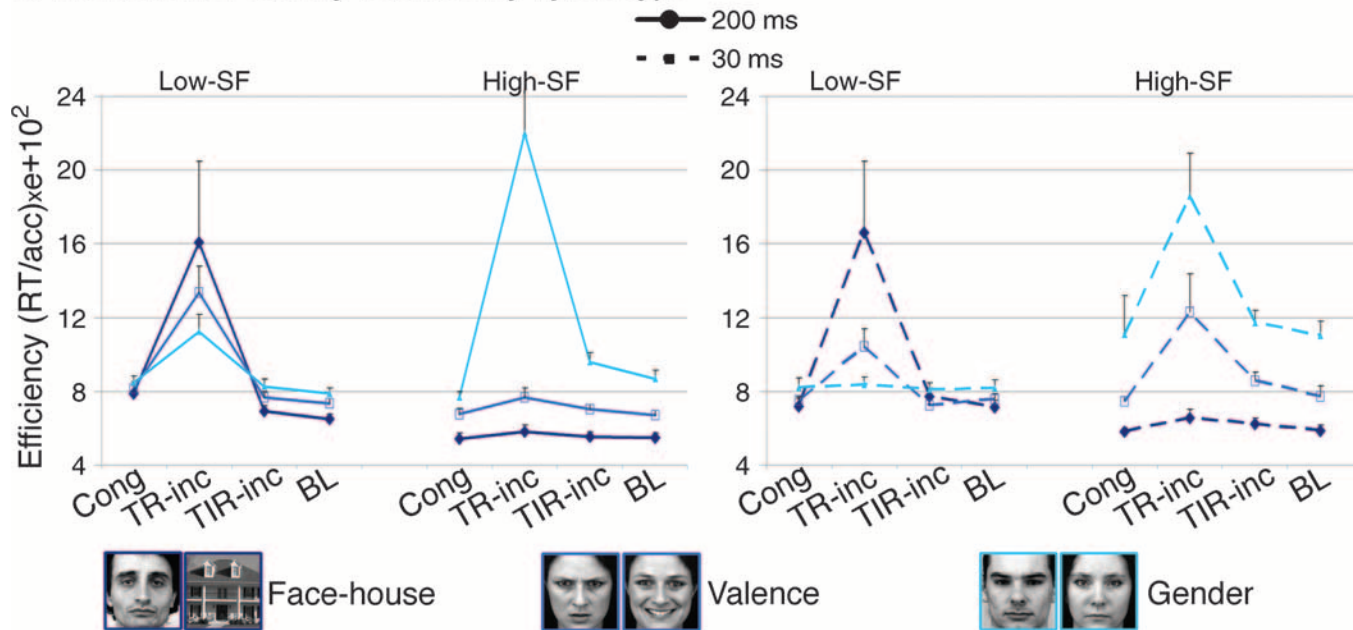 200 ms
30 ms
Low-SF
High-SF
Low-SF
High-SF
Efficiency (RT/acc)xe+10²
24
20
16
12
8
4
24
20
16
12
8
4
Cong
TR-inc
TIR-inc
BL
Cong
TR-inc
TIR-inc
BL
Cong
TR-inc
TIR-inc
BL
Cong
TR-inc
TIR-inc
BL
Face-house
Valence
Gender